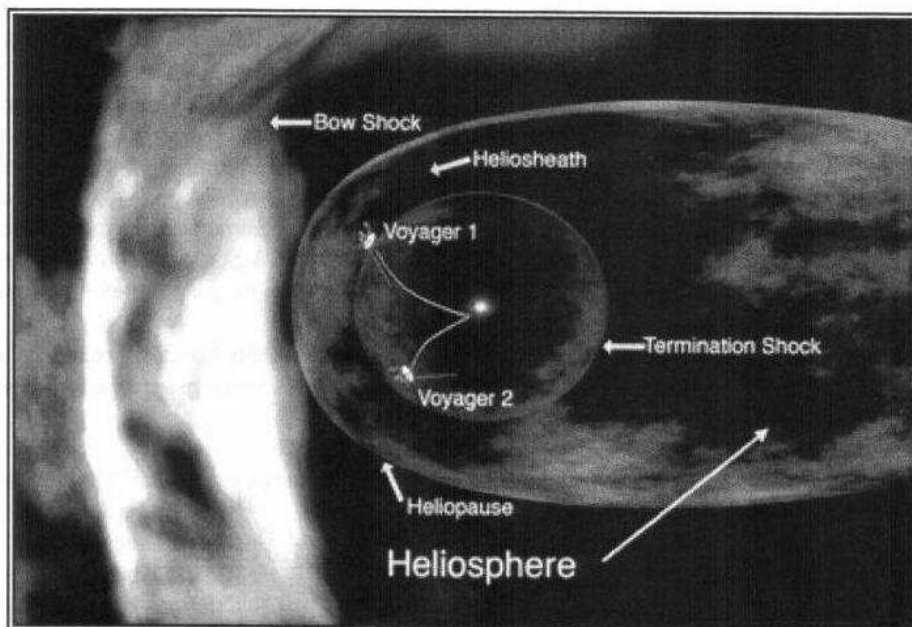 Bow Shock
Heliosheath
Voyager 1
Termination Shock
Voyager 2
Heliopause
Heliosphere